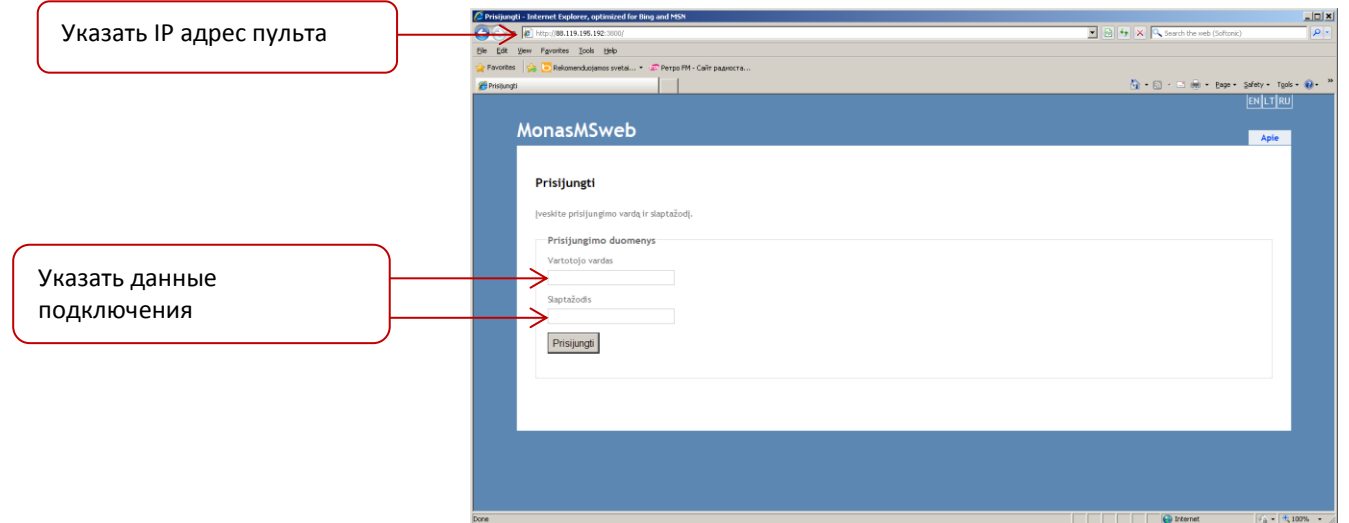 Указать IP адрес пульта
Prisijungti - Internet Explorer, optimized for Bing and MSN
http://88.119.195.192:3800/
Search the web (Softonic)
File Edit View Favorites Tools Help
Favorites Rekomenduojamos svetai... Ретро FM - Сайт радиоста...
Prisijungti
Page Safety Tools
EN LT RU
MonasMSweb
Apie
Prisijungti
Įveskite prisijungimo vardą ir slaptažodį.
Prisijungimo duomenys
Vartotojo vardas
Указать данные
подключения
Slaptažodis
Prisijungti
Done
Internet
100%